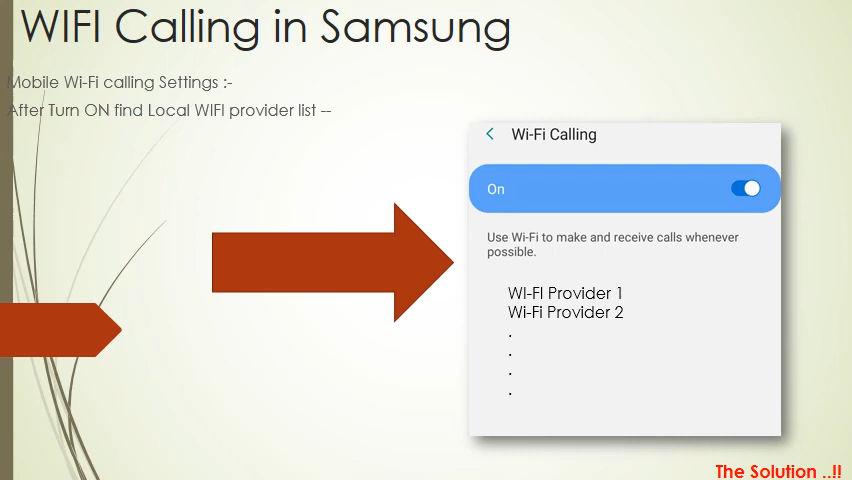 WIFI Calling in Samsung
Mobile Wi-Fi calling Settings :-
After Turn ON find Local WIFI provider list --
Wi-Fi Calling
On
Use Wi-Fi to make and receive calls whenever
possible.
WI-FI Provider 1
Wi-Fi Provider 2
.
.
.
.
The Solution ..!!